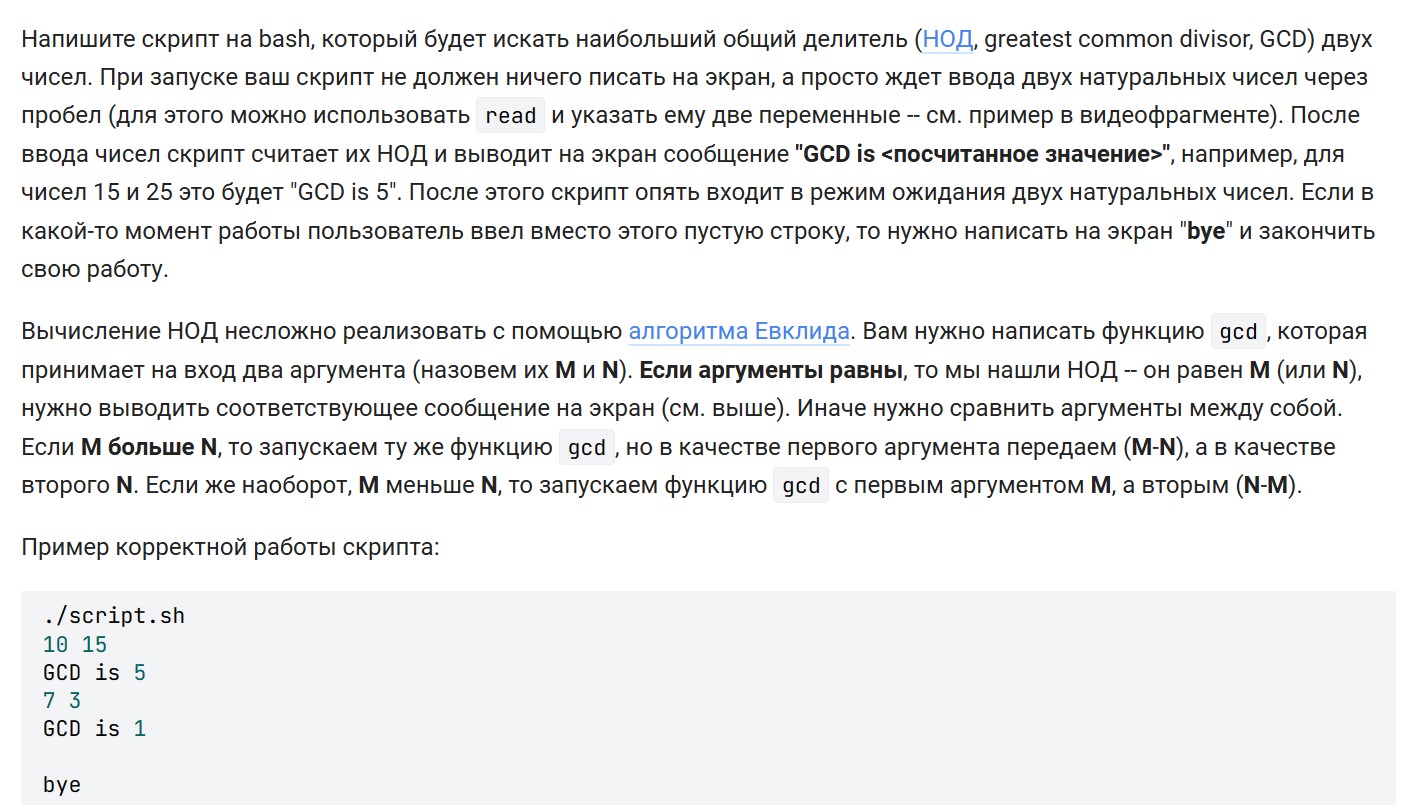 Напишите скрипт на bash, который будет искать наибольший общий делитель (НОД, greatest common divisor, GCD) двух
чисел. При запуске ваш скрипт не должен ничего писать на экран, а просто ждет ввода двух натуральных чисел через
пробел (для этого можно использовать read и указать ему две переменные -- см. пример в видеофрагменте). После
ввода чисел скрипт считает их НОД и выводит на экран сообщение "GCD is <посчитанное значение>", например, для
чисел 15 и 25 это будет "GCD is 5". После этого скрипт опять входит в режим ожидания двух натуральных чисел. Если в
какой-то момент работы пользователь ввел вместо этого пустую строку, то нужно написать на экран "bye" и закончить
свою работу.
Вычисление НОД несложно реализовать с помощью алгоритма Евклида. Вам нужно написать функцию gcd, которая
принимает на вход два аргумента (назовем их M и N). Если аргументы равны, то мы нашли НОД -- он равен M (или N),
нужно выводить соответствующее сообщение на экран (см. выше). Иначе нужно сравнить аргументы между собой.
Если M больше N, то запускаем ту же функцию gcd, но в качестве первого аргумента передаем (M-N), а в качестве
второго N. Если же наоборот, M меньше N, то запускаем функцию gcd с первым аргументом M, а вторым (N-M).
Пример корректной работы скрипта:
./script.sh
10 15
GCD is 5
7 3
GCD is 1
bye